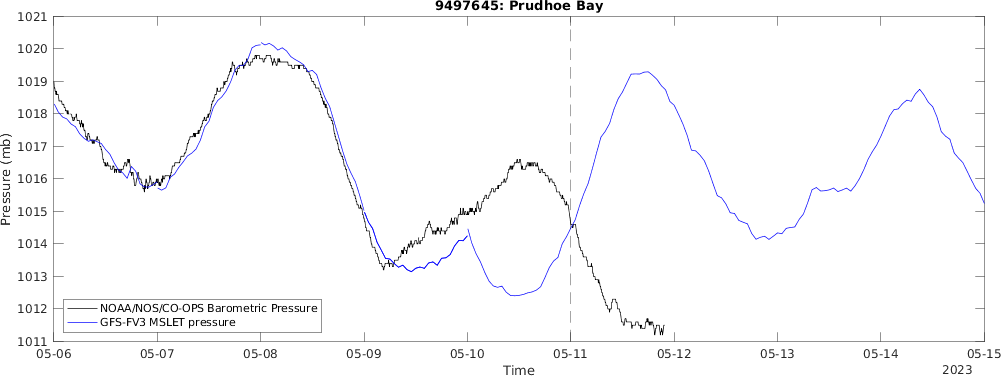 9497645: Prudhoe Bay
Pressure (mb)
1021
1020
1019
1018
1017
1016
1015
1014
1013
1012
1011
NOAA/NOS/CO-OPS Barometric Pressure
GFS-FV3 MSLET pressure
05-06 05-07 05-08 05-09 05-10 05-11 05-12 05-13 05-14 05-15
Time
2023